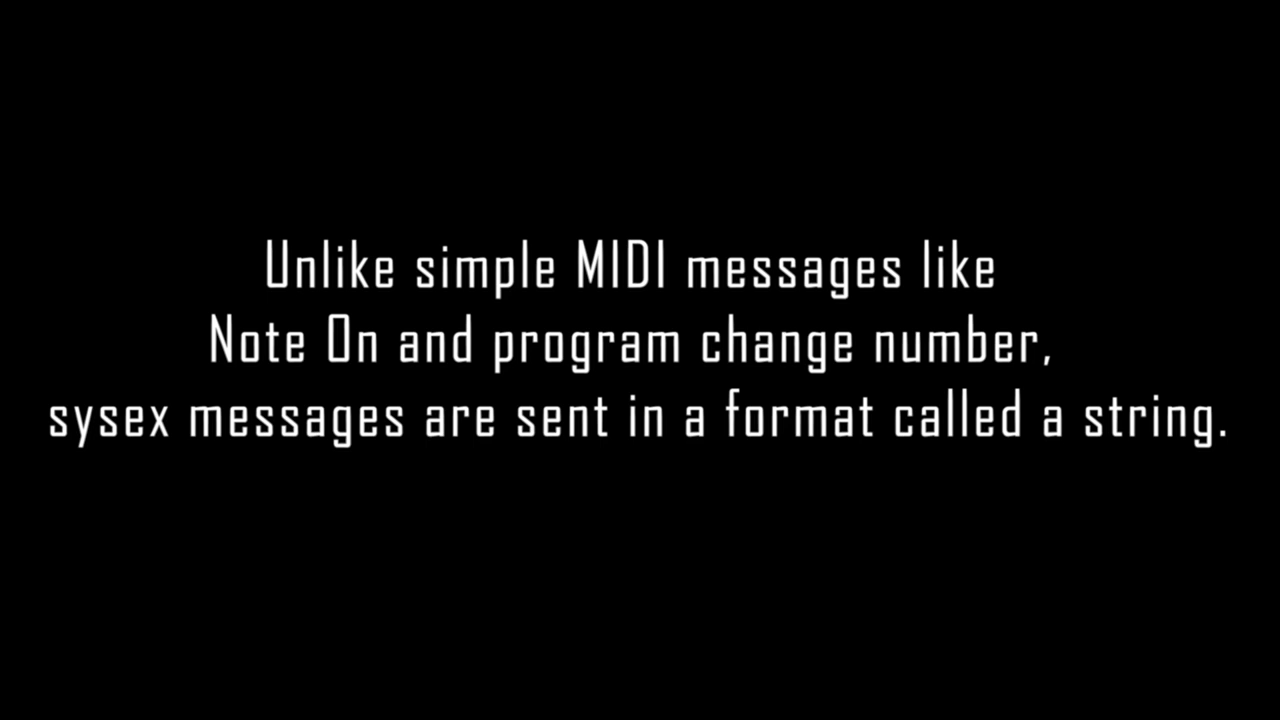 Unlike simple MIDI messages like
Note On and program change number,
sysex messages are sent in a format called a string.